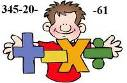 345-20- -61
- × ÷